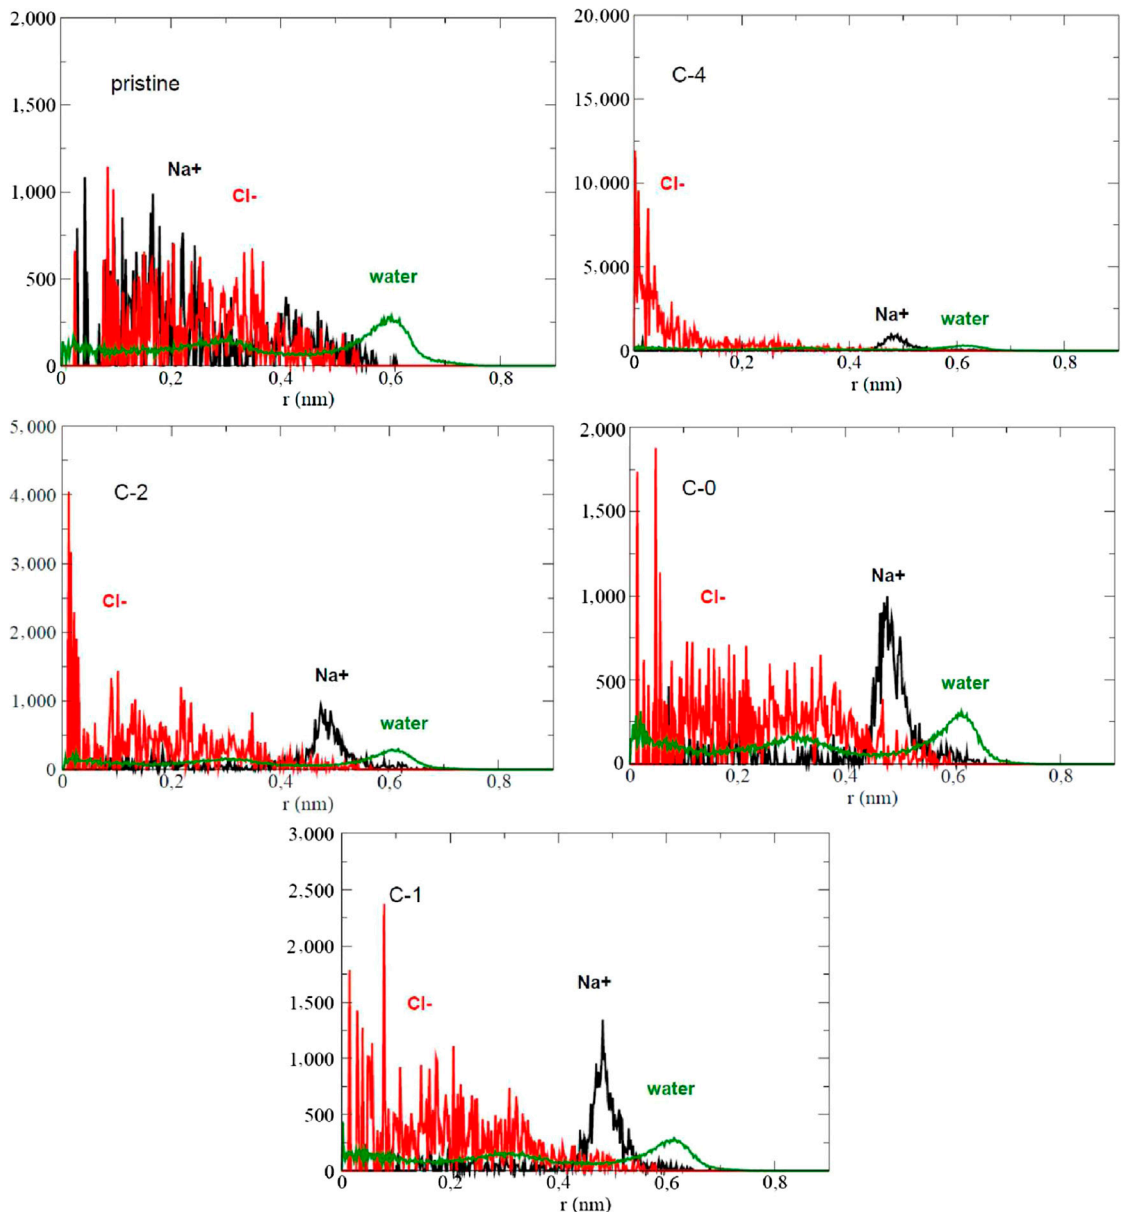 2,000
1,500
1,000
500
0
pristine
Na+
Cl-
water
0 0,2 0,4 0,6 0,8
r (nm)
20.000
15.000
10.000
5.000
0
C-4
Cl-
Na+
water
0 0,2 0,4 0,6 0,8
r (nm)
5,000
4,000
3,000
2,000
1,000
0
C-2
Cl-
Na+
water
0 0,2 0,4 0,6 0,8
r (nm)
2,000
1,500
1,000
500
0
C-0
Na+
Cl-
water
0 0,2 0,4 0,6 0,8
r (nm)
3,000
2,500
2,000
1,500
1,000
500
0
C-1
Na+
Cl-
water
0 0,2 0,4 0,6 0,8
r (nm)